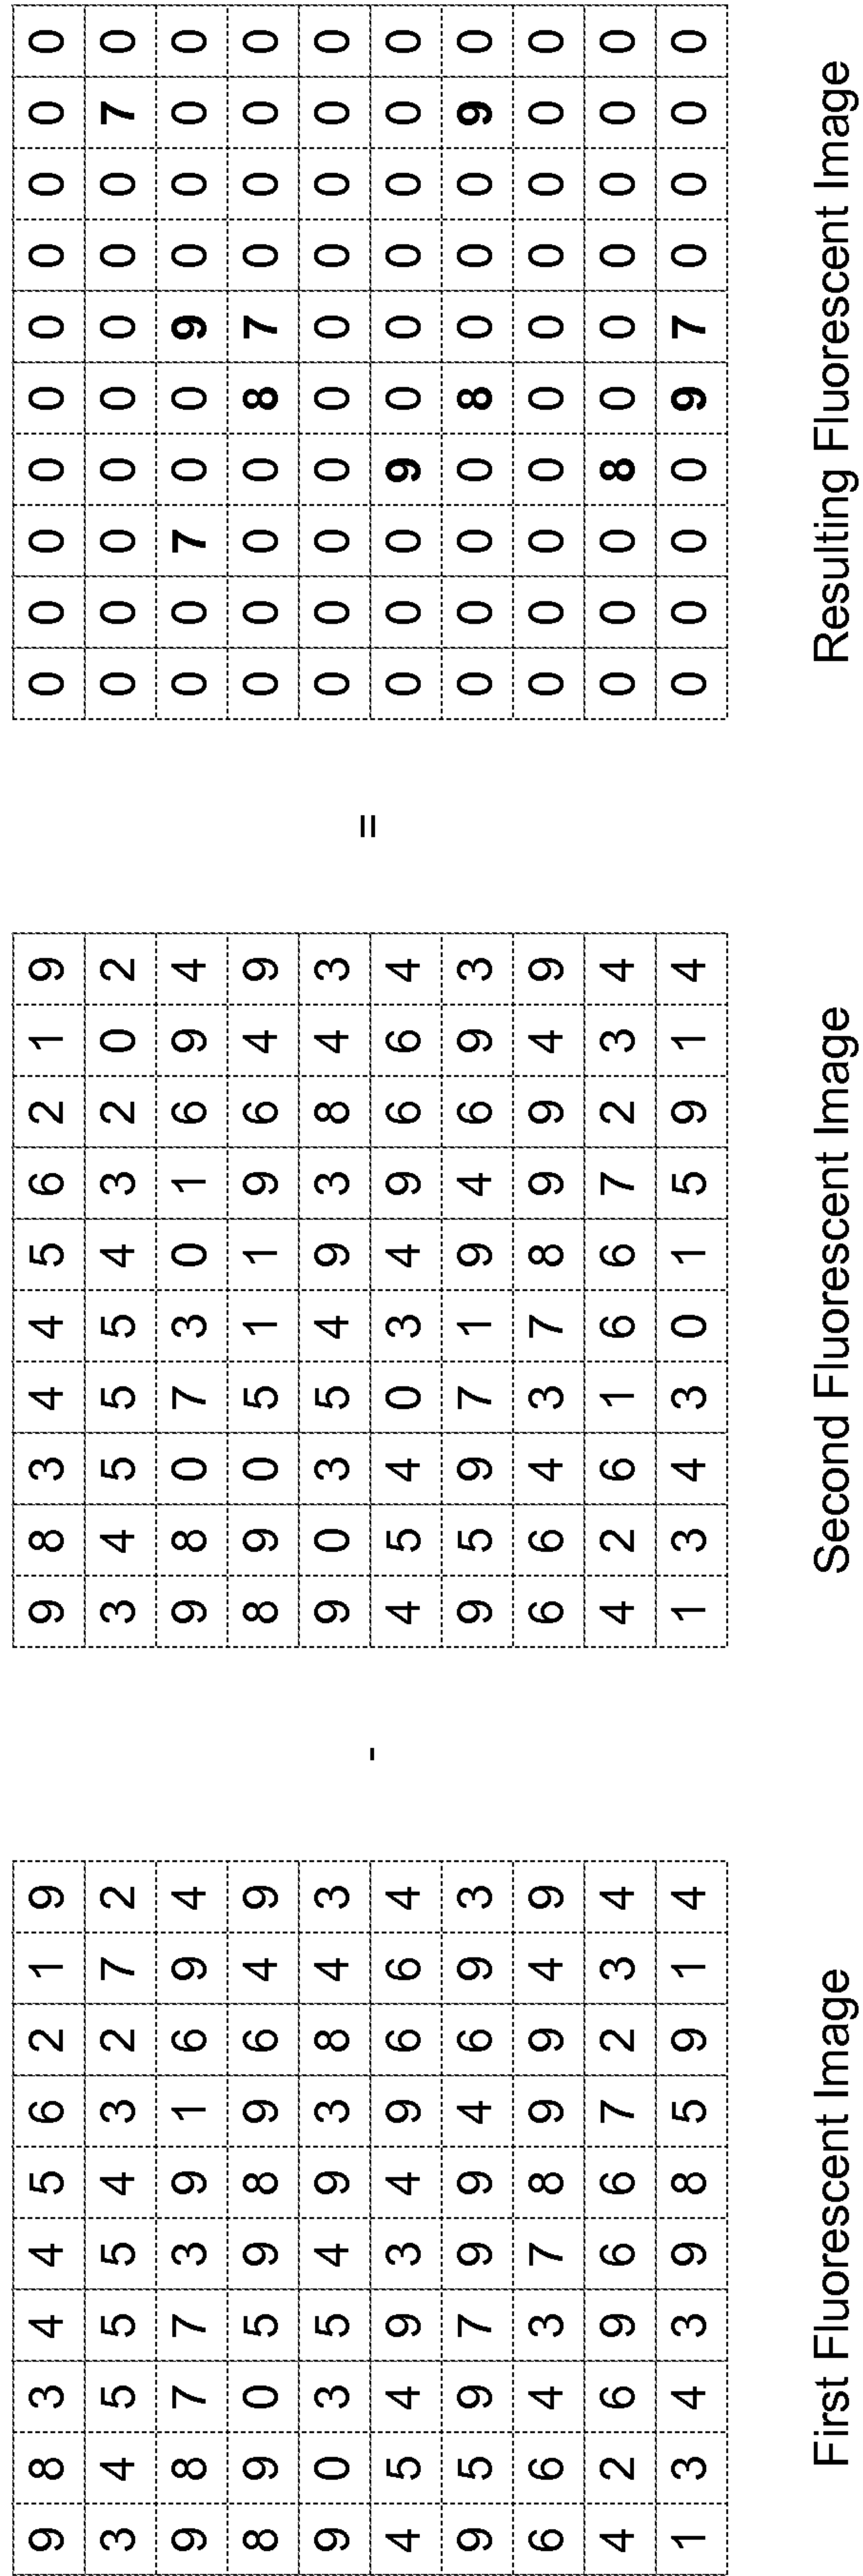 9 8 3 4 4 5 6 2 1 9
3 4 5 5 5 4 3 2 7 2
9 8 7 7 3 9 1 6 9 4
8 9 0 5 9 8 9 6 4 9
9 0 3 5 4 9 3 8 4 3
4 5 4 9 3 4 9 6 6 4
9 5 9 7 9 9 4 6 9 3
6 6 4 3 7 8 9 9 4 9
4 2 6 9 6 6 7 2 3 4
1 3 4 3 9 8 5 9 1 4
First Fluorescent Image
-
9 8 3 4 4 5 6 2 1 9
3 4 5 5 5 4 3 2 0 2
9 8 0 7 3 0 1 6 9 4
8 9 0 5 1 1 9 6 4 9
9 0 3 5 4 9 3 8 4 3
4 5 4 0 3 4 9 6 6 4
9 5 9 7 1 9 4 6 9 3
6 6 4 3 7 8 9 9 4 9
4 2 6 1 6 6 7 2 3 4
1 3 4 3 0 1 5 9 1 4
Second Fluorescent Image
=
0 0 0 0 0 0 0 0 0 0
0 0 0 0 0 0 0 0 7 0
0 0 7 0 0 9 0 0 0 0
0 0 0 0 8 7 0 0 0 0
0 0 0 0 0 0 0 0 0 0
0 0 0 9 0 0 0 0 0 0
0 0 0 0 8 0 0 0 9 0
0 0 0 0 0 0 0 0 0 0
0 0 0 8 0 0 0 0 0 0
0 0 0 0 9 7 0 0 0 0
Resulting Fluorescent Image